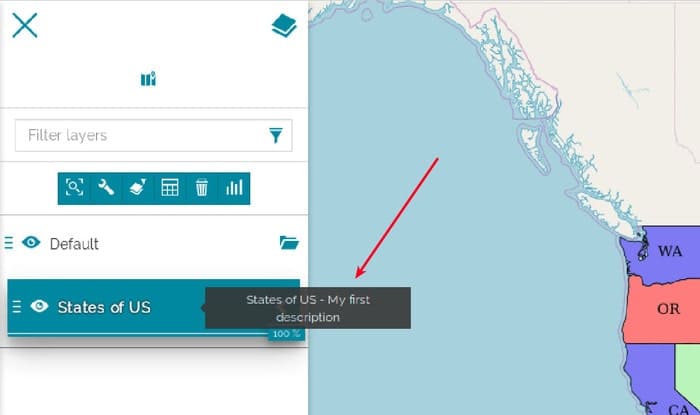 Filter layers
Default
States of US
States of US - My first
description
100 %
WA
OR
CA